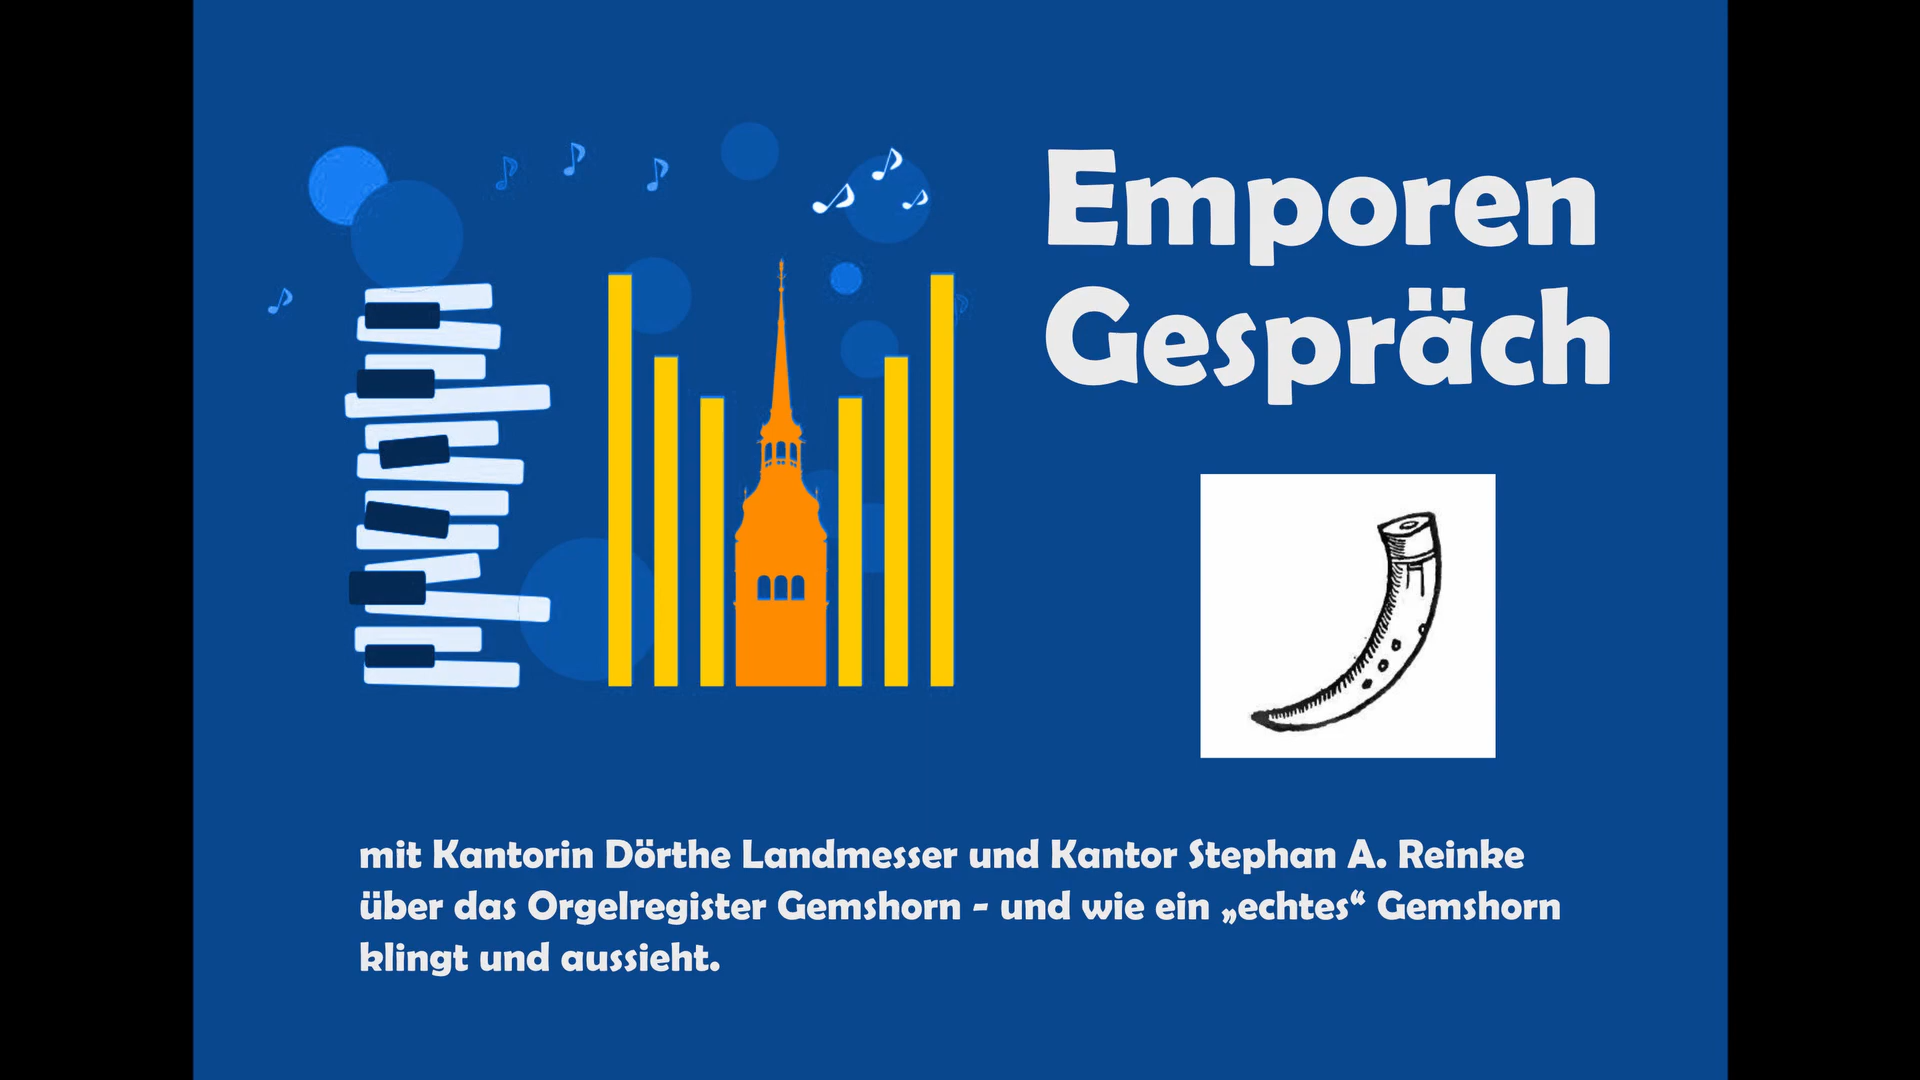 Emporen
Gespräch
mit Kantorin Dörthe Landmesser und Kantor Stephan A. Reinke
über das Orgelregister Gemshorn - und wie ein „echtes“ Gemshorn
klingt und aussieht.